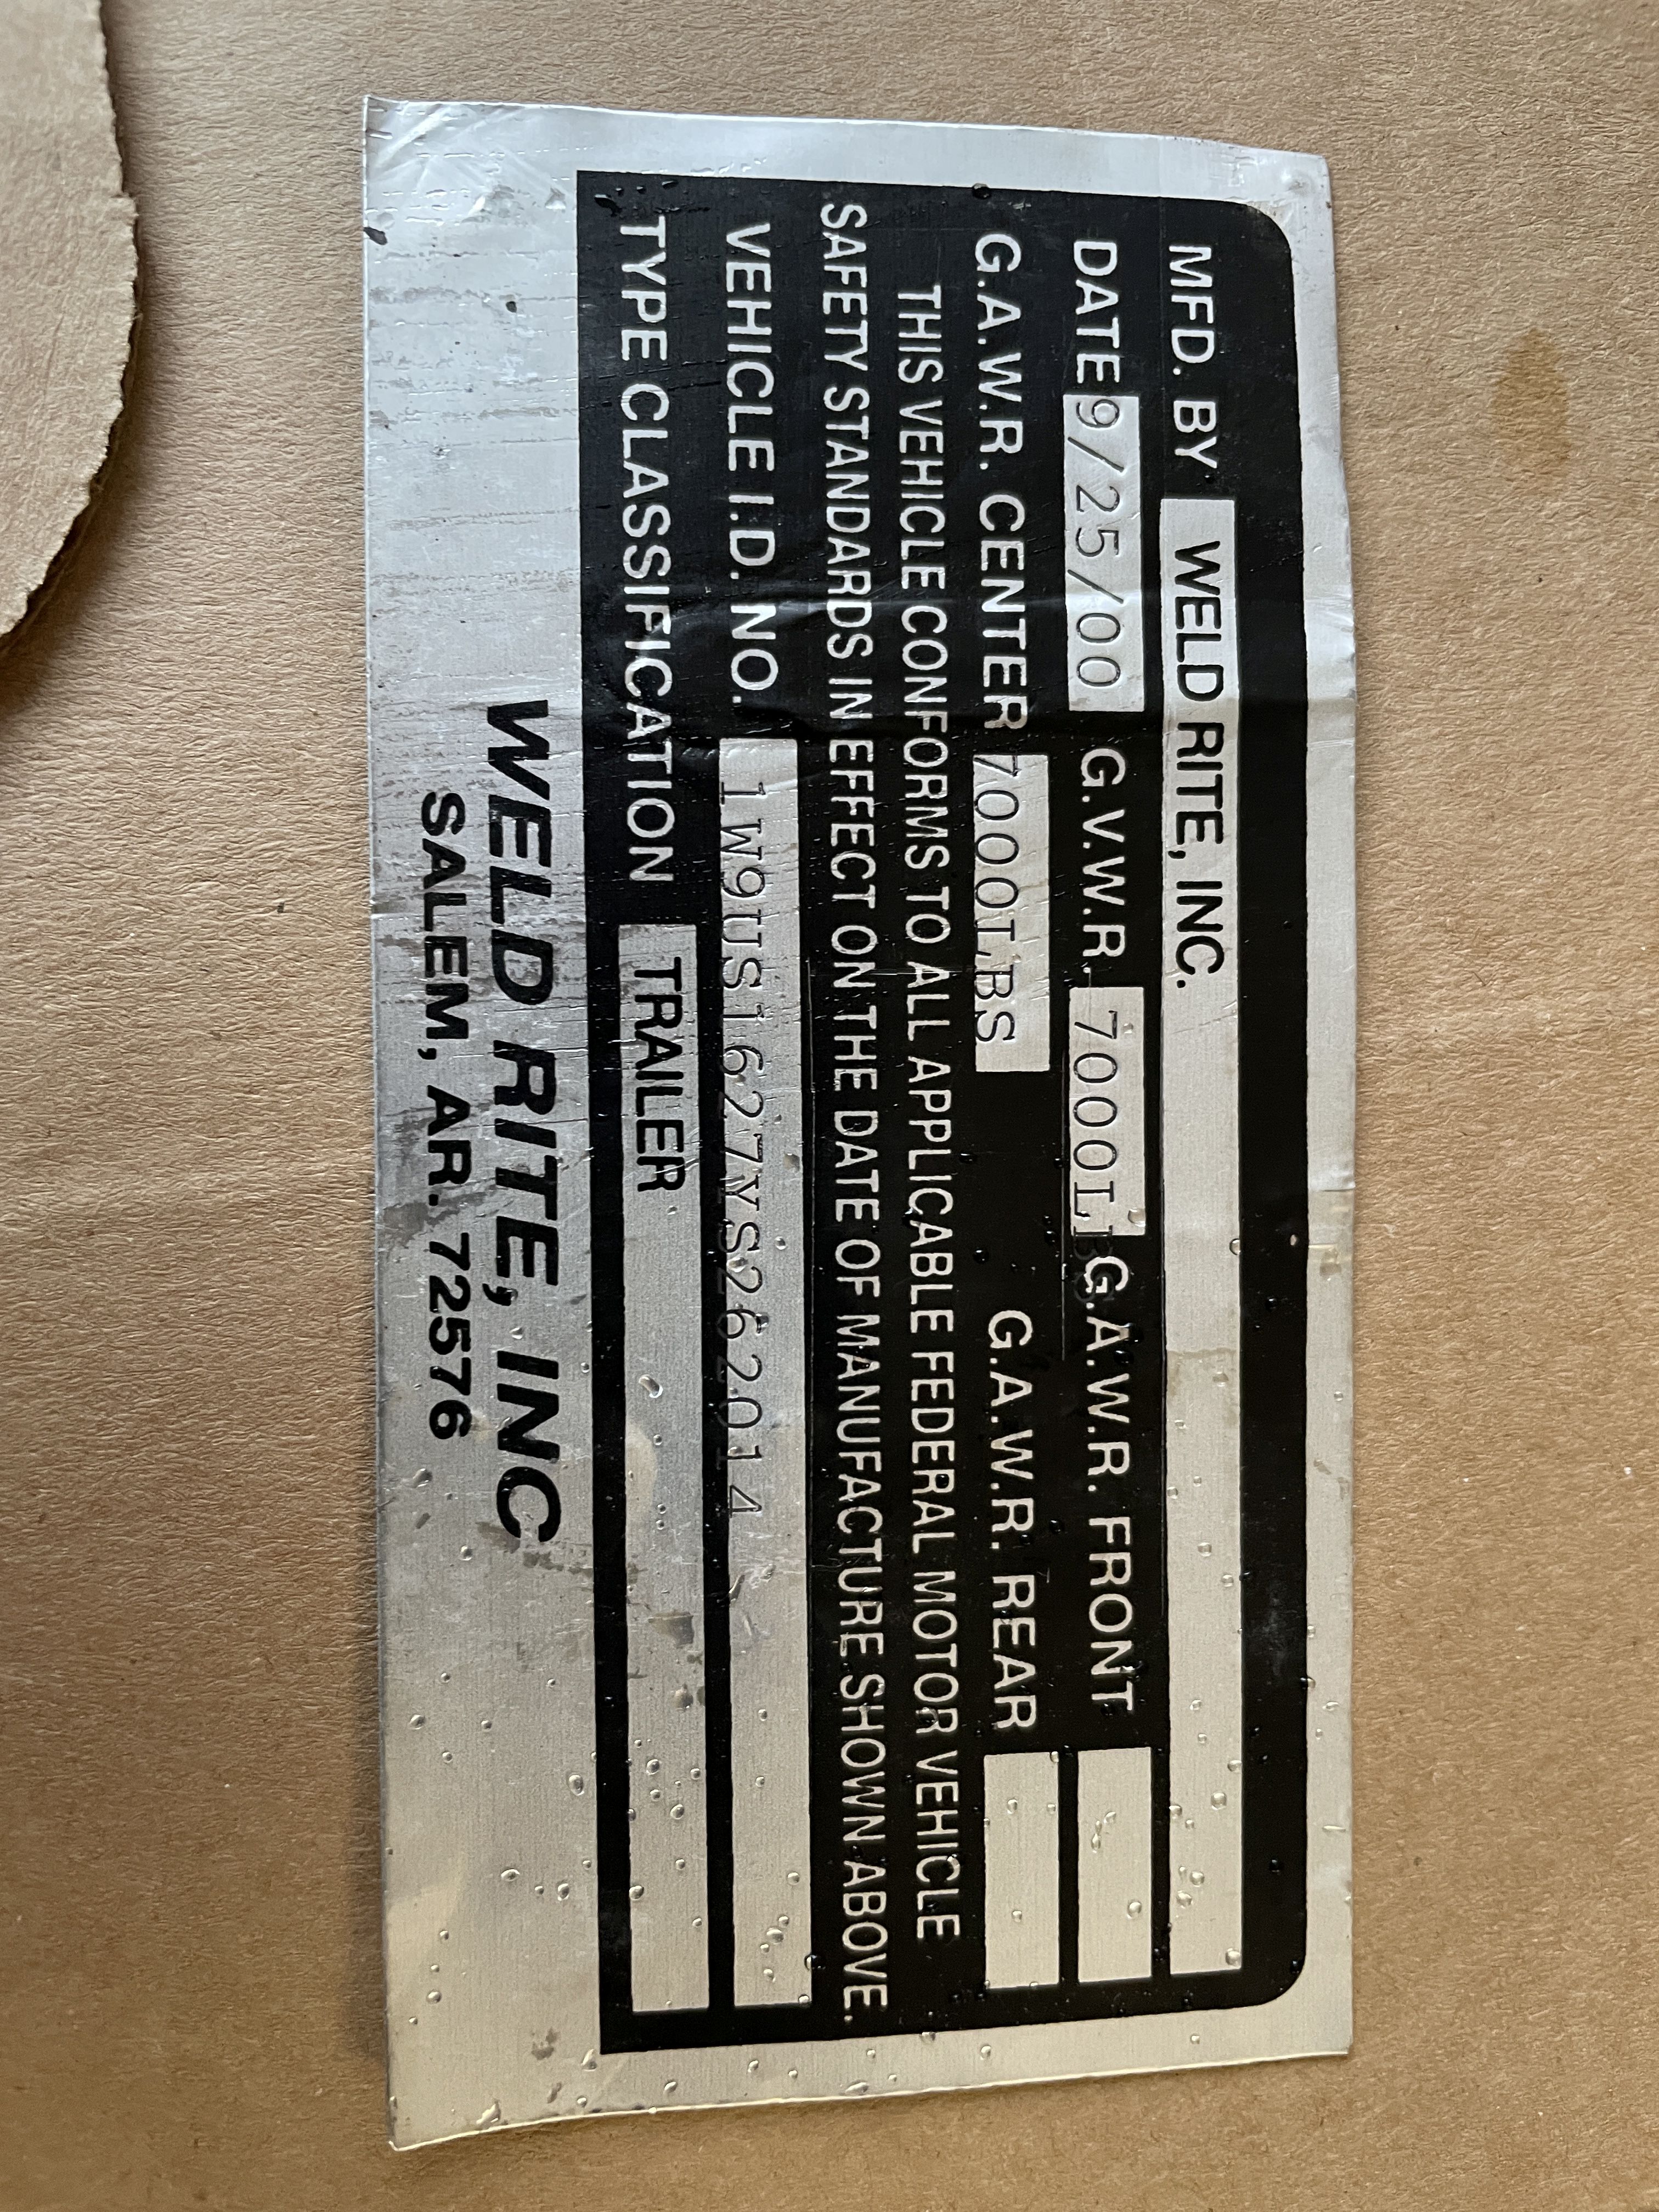 MFD. BY WELD RITE, INC.
DATE 9/25/00 G.V.W.R. 7000LBS G.A.W.R. FRONT
G.A.W.R. CENTER 7000LBS G.A.W.R. REAR
THIS VEHICLE CONFORMS TO ALL APPLICABLE FEDERAL MOTOR VEHICLE
SAFETY STANDARDS IN EFFECT ON THE DATE OF MANUFACTURE SHOWN ABOVE.
VEHICLE I.D. NO. 1W9US1627YS262014
TYPE CLASSIFICATION TRAILER
WELD RITE, INC
SALEM, AR. 72576